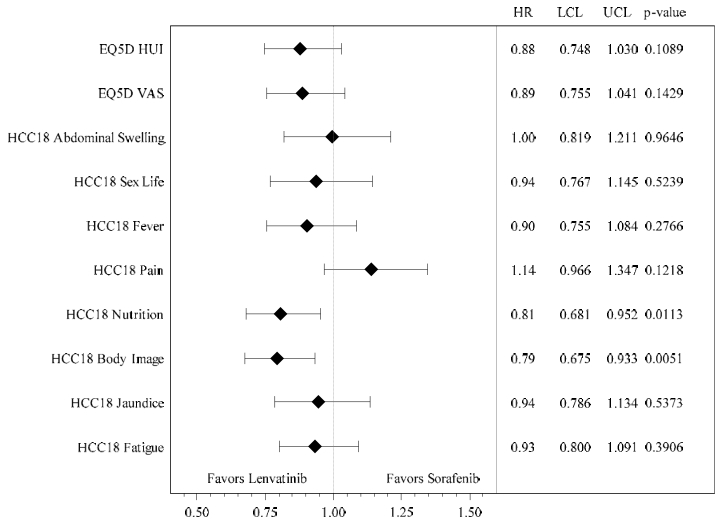 HR LCL UCL p-value
EQ5D HUI 0.88 0.748 1.030 0.1089
EQ5D VAS 0.89 0.755 1.041 0.1429
HCC18 Abdominal Swelling 1.00 0.819 1.211 0.9646
HCC18 Sex Life 0.94 0.767 1.145 0.5239
HCC18 Fever 0.90 0.755 1.084 0.2766
HCC18 Pain 1.14 0.966 1.347 0.1218
HCC18 Nutrition 0.81 0.681 0.952 0.0113
HCC18 Body Image 0.79 0.675 0.933 0.0051
HCC18 Jaundice 0.94 0.786 1.134 0.5373
HCC18 Fatigue 0.93 0.800 1.091 0.3906
Favors Lenvatinib Favors Sorafenib
0.50 0.75 1.00 1.25 1.50